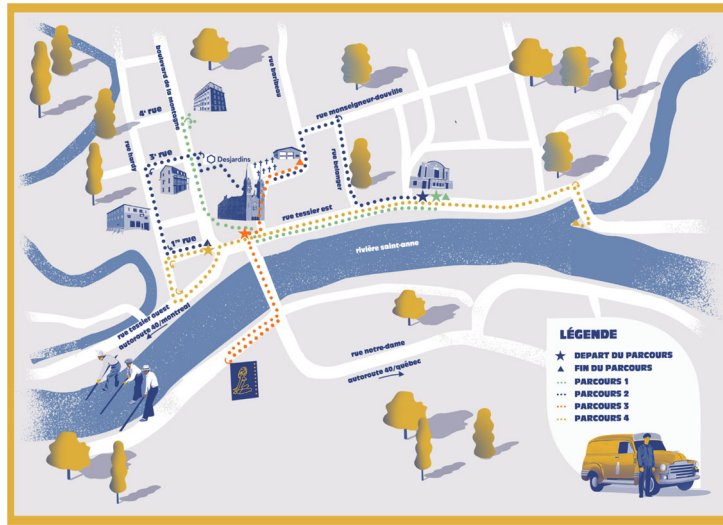 boulevard de la montagne
rue baribeau
4e rue
rue monseigneur-douville
rue hardy
3e rue
Desjardins
rue bélanger
rue tessier est
1re rue
rivière saint-anne
rue tessier ouest
autoroute 40/montréal
rue notre-dame
autoroute 40/québec
LÉGENDE
DEPART DU PARCOURS
FIN DU PARCOURS
PARCOURS 1
PARCOURS 2
PARCOURS 3
PARCOURS 4